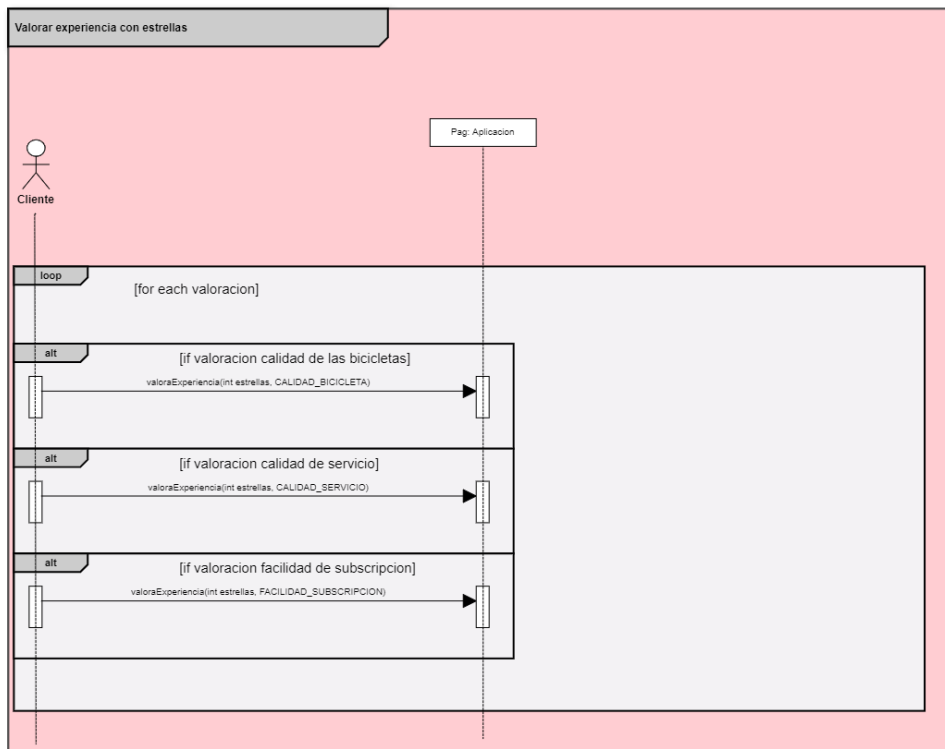 Valorar experiencia con estrellas
Pag: Aplicacion
Cliente
loop
[for each valoracion]
alt
[if valoracion calidad de las bicicletas]
valoraExperiencia(int estrellas, CALIDAD_BICICLETA)
alt
[if valoracion calidad de servicio]
valoraExperiencia(int estrellas, CALIDAD_SERVICIO)
alt
[if valoracion facilidad de subscripcion]
valoraExperiencia(int estrellas, FACILIDAD_SUBSCRIPCION)